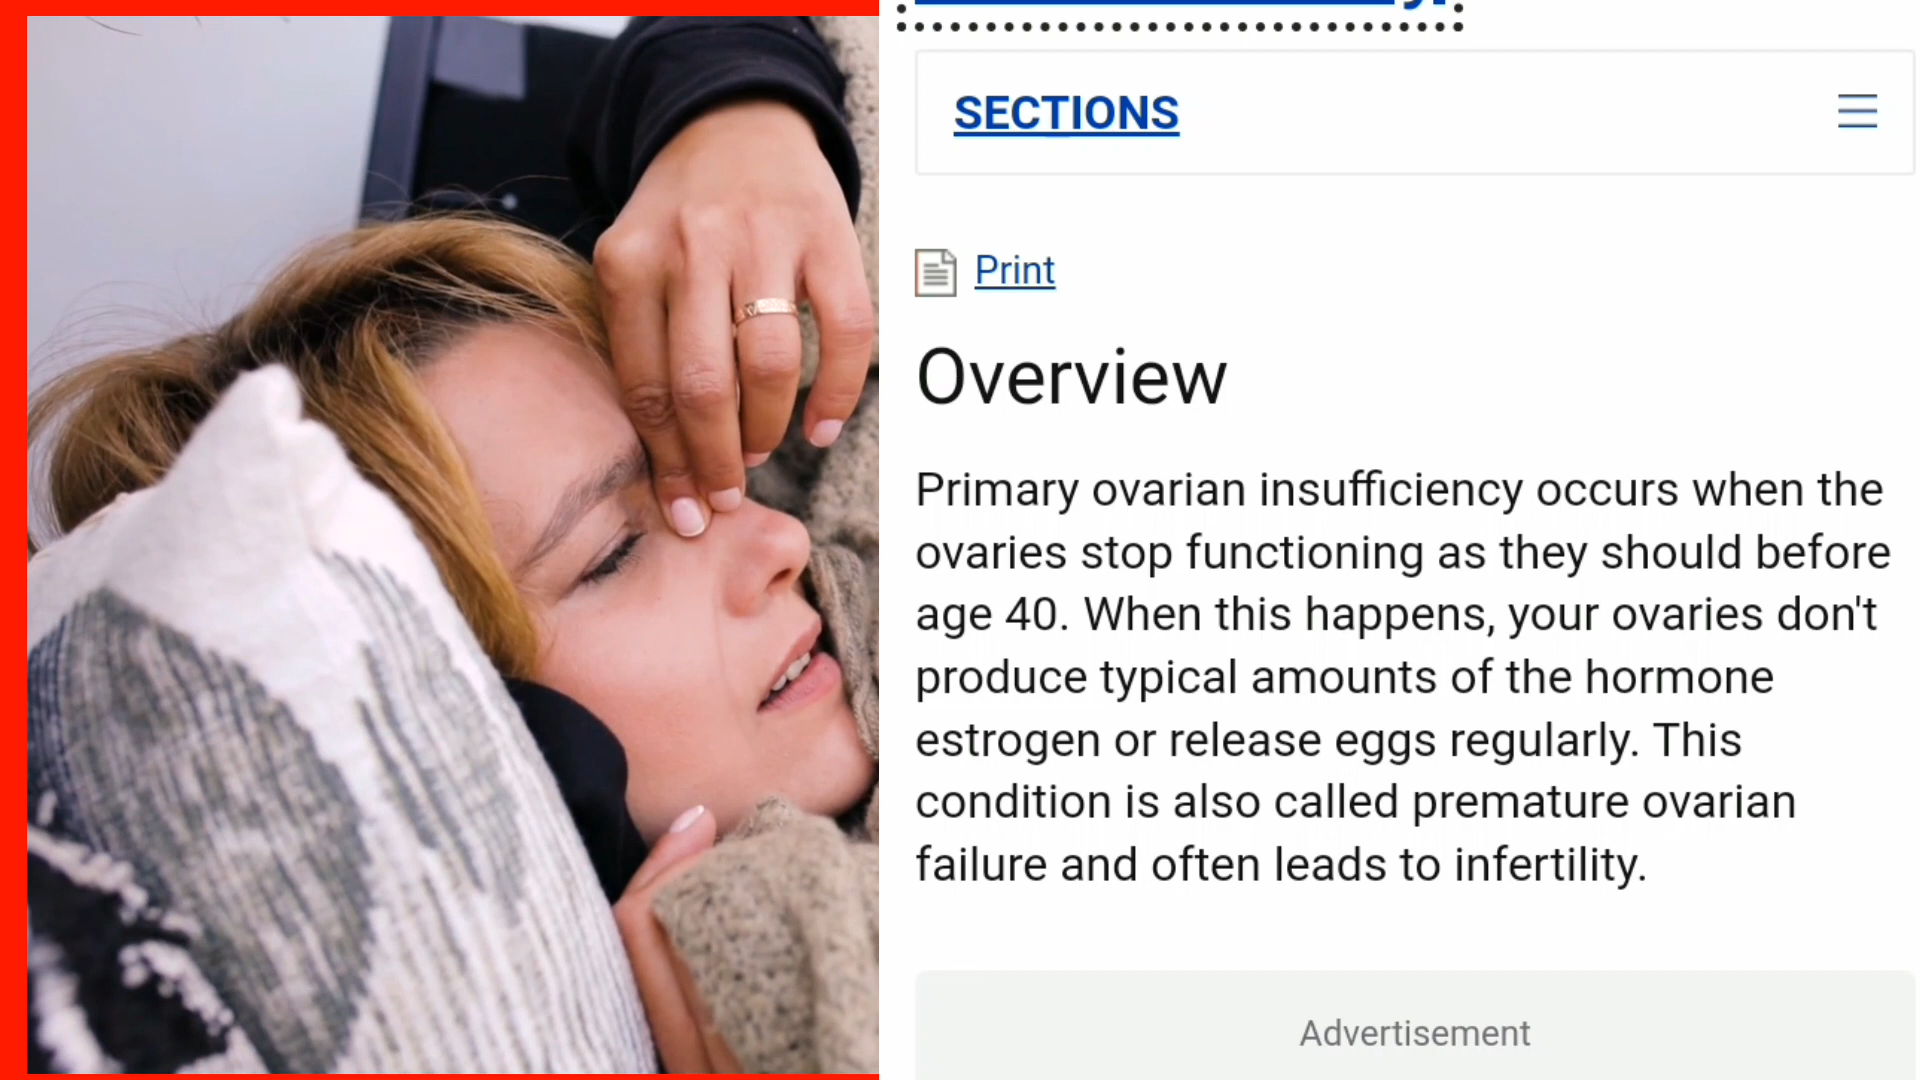 SECTIONS
Print
Overview
Primary ovarian insufficiency occurs when the
ovaries stop functioning as they should before
age 40. When this happens, your ovaries don't
produce typical amounts of the hormone
estrogen or release eggs regularly. This
condition is also called premature ovarian
failure and often leads to infertility.
Advertisement